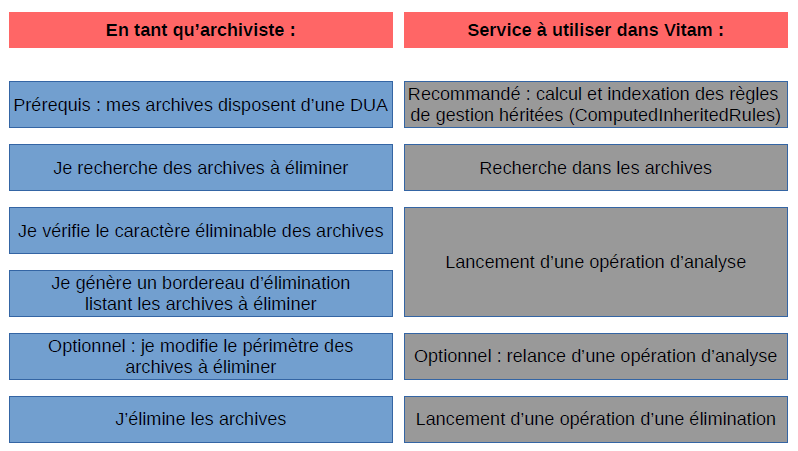 En tant qu'archiviste :
Service à utiliser dans Vitam :
Prérequis : mes archives disposent d'une DUA
Recommandé : calcul et indexation des règles
de gestion héritées (ComputedInheritedRules)
Je recherche des archives à éliminer
Recherche dans les archives
Je vérifie le caractère éliminable des archives
Lancement d'une opération d'analyse
Je génère un bordereau d'élimination
listant les archives à éliminer
Optionnel : je modifie le périmètre des
archives à éliminer
Optionnel : relance d'une opération d'analyse
J'élimine les archives
Lancement d'une opération d'une élimination